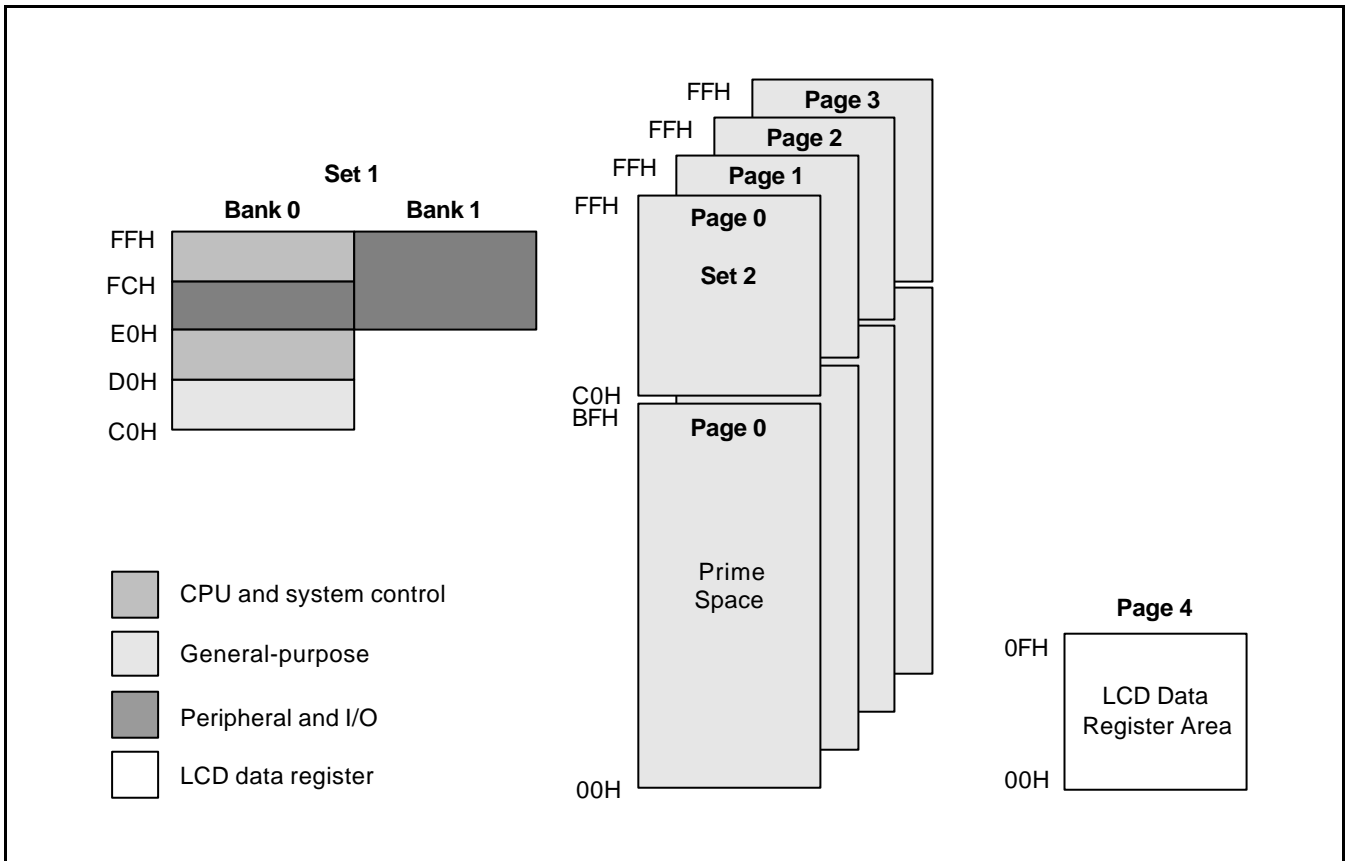 Set 1
Bank 0 Bank 1
FFH
FCH
E0H
D0H
C0H
FFH
Page 3
FFH
Page 2
FFH
Page 1
FFH
Page 0
Set 2
C0H
BFH
Page 0
Prime
Space
00H
CPU and system control
General-purpose
Peripheral and I/O
LCD data register
Page 4
0FH
LCD Data
Register Area
00H